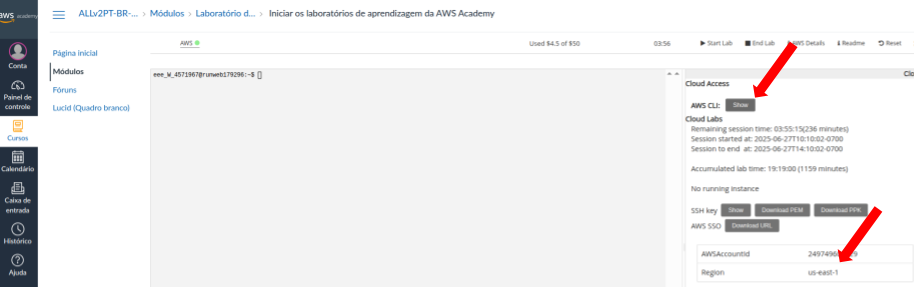 aws academy
ALLv2PT-BR-... > Módulos > Laboratório d... > Iniciar os laboratórios de aprendizagem da AWS Academy
Conta
Painel de
controle
Cursos
Calendário
Caixa de
entrada
Histórico
Ajuda
Página inicial
Módulos
Fóruns
Lucid (Quadro branco)
AWS
Used $4.5 of $50
03:56
Start Lab
End Lab
AWS Details
Readme
Reset
eee_W_4571967@runweb179296:~$
Clo
Cloud Access
AWS CLI: Show
Cloud Labs
Remaining session time: 03:55:15(236 minutes)
Session started at: 2025-06-27T10:10:02-0700
Session to end at: 2025-06-27T14:10:02-0700
Accumulated lab time: 19:19:00 (1159 minutes)
No running instance
SSH key Show Download PEM Download PPK
AWS SSO Download URL
AWSAccountId
Region us-east-1